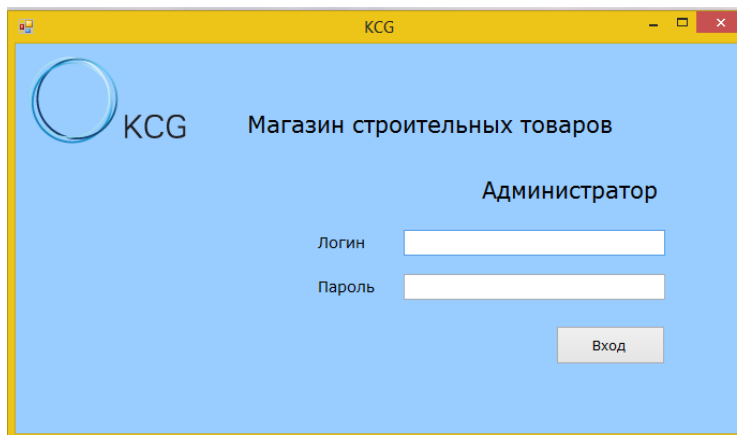 KCG
KCG
Магазин строительных товаров
Администратор
Логин
Пароль
Вход